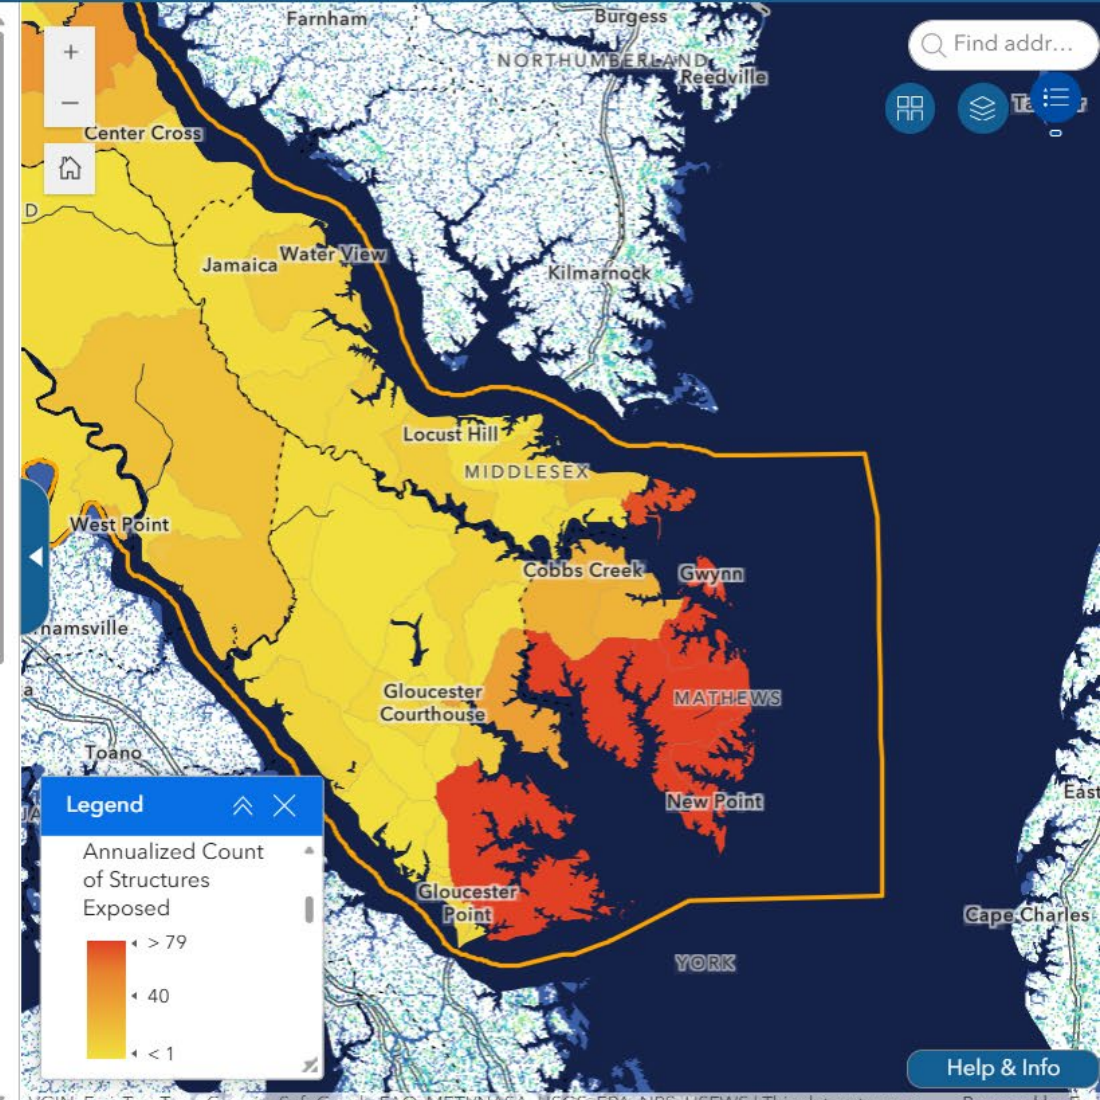 Farnham
Burgess
NORTHUMBERLAND
Reedville
Find addr...
+
−
Center Cross
D
Jamaica
Water View
Kilmarnock
Locust Hill
MIDDLESEX
West Point
Cobbs Creek
Gwynn
Gloucester
Courthouse
MATHEWS
Toano
New Point
Legend
Annualized Count
of Structures
Exposed
> 79
40
< 1
Gloucester
Point
YORK
Cape Charles
East
Help & Info